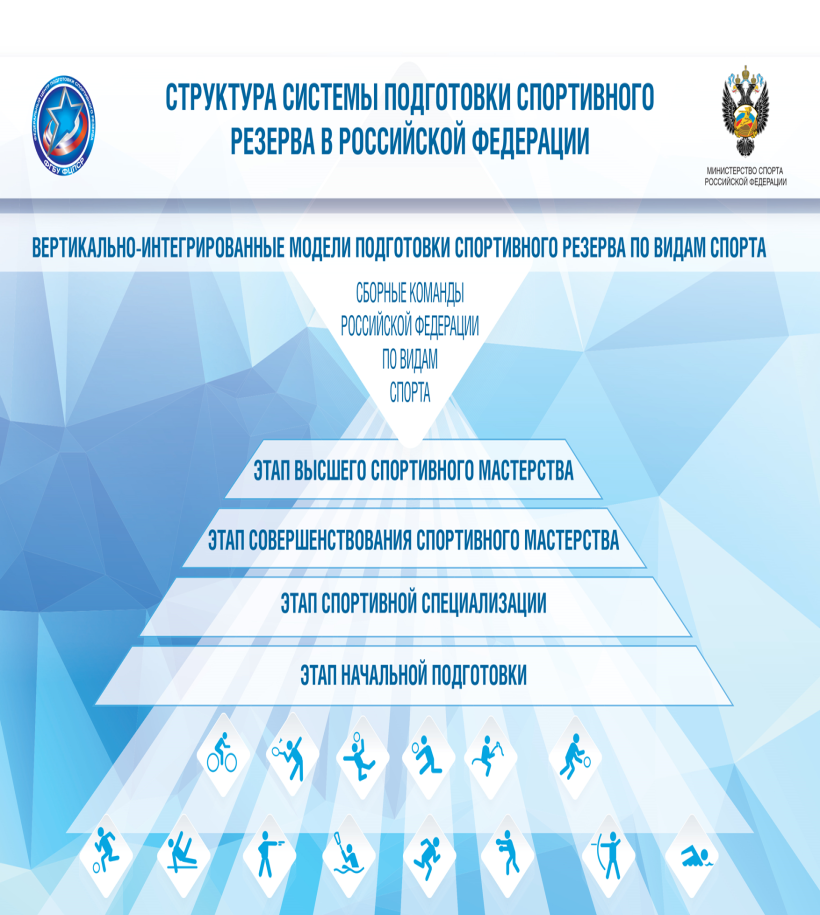 СТРУКТУРА СИСТЕМЫ ПОДГОТОВКИ СПОРТИВНОГО
РЕЗЕРВА В РОССИЙСКОЙ ФЕДЕРАЦИИ
ФГБУ ФЦПСР
МИНИСТЕРСТВО СПОРТА
РОССИЙСКОЙ ФЕДЕРАЦИИ
ВЕРТИКАЛЬНО-ИНТЕГРИРОВАННЫЕ МОДЕЛИ ПОДГОТОВКИ СПОРТИВНОГО РЕЗЕРВА ПО ВИДАМ СПОРТА
СБОРНЫЕ КОМАНДЫ
РОССИЙСКОЙ ФЕДЕРАЦИИ
ПО ВИДАМ
СПОРТА
ЭТАП ВЫСШЕГО СПОРТИВНОГО МАСТЕРСТВА
ЭТАП СОВЕРШЕНСТВОВАНИЯ СПОРТИВНОГО МАСТЕРСТВА
ЭТАП СПОРТИВНОЙ СПЕЦИАЛИЗАЦИИ
ЭТАП НАЧАЛЬНОЙ ПОДГОТОВКИ